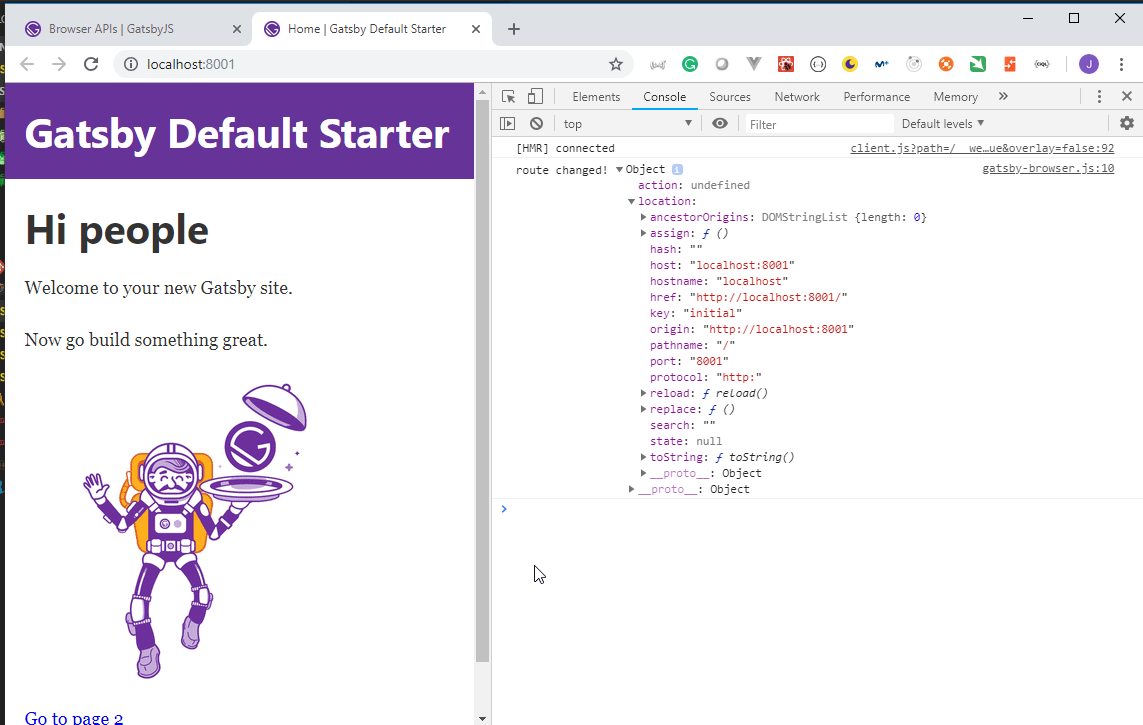 Browser APIs | GatsbyJS
Home | Gatsby Default Starter
localhost:8001
J
Gatsby Default Starter
Hi people
Welcome to your new Gatsby site.
Now go build something great.
Go to page 2
Elements Console Sources Network Performance Memory »
top Filter Default levels
[HMR] connected client.js?path=/__we…ue&overlay=false:92
route changed! Object gatsby-browser.js:10
action: undefined
location:
ancestorOrigins: DOMStringList {length: 0}
assign: ƒ ()
hash: ""
host: "localhost:8001"
hostname: "localhost"
href: "http://localhost:8001/"
key: "initial"
origin: "http://localhost:8001"
pathname: "/"
port: "8001"
protocol: "http:"
reload: ƒ reload()
replace: ƒ ()
search: ""
state: null
toString: ƒ toString()
__proto__: Object
__proto__: Object